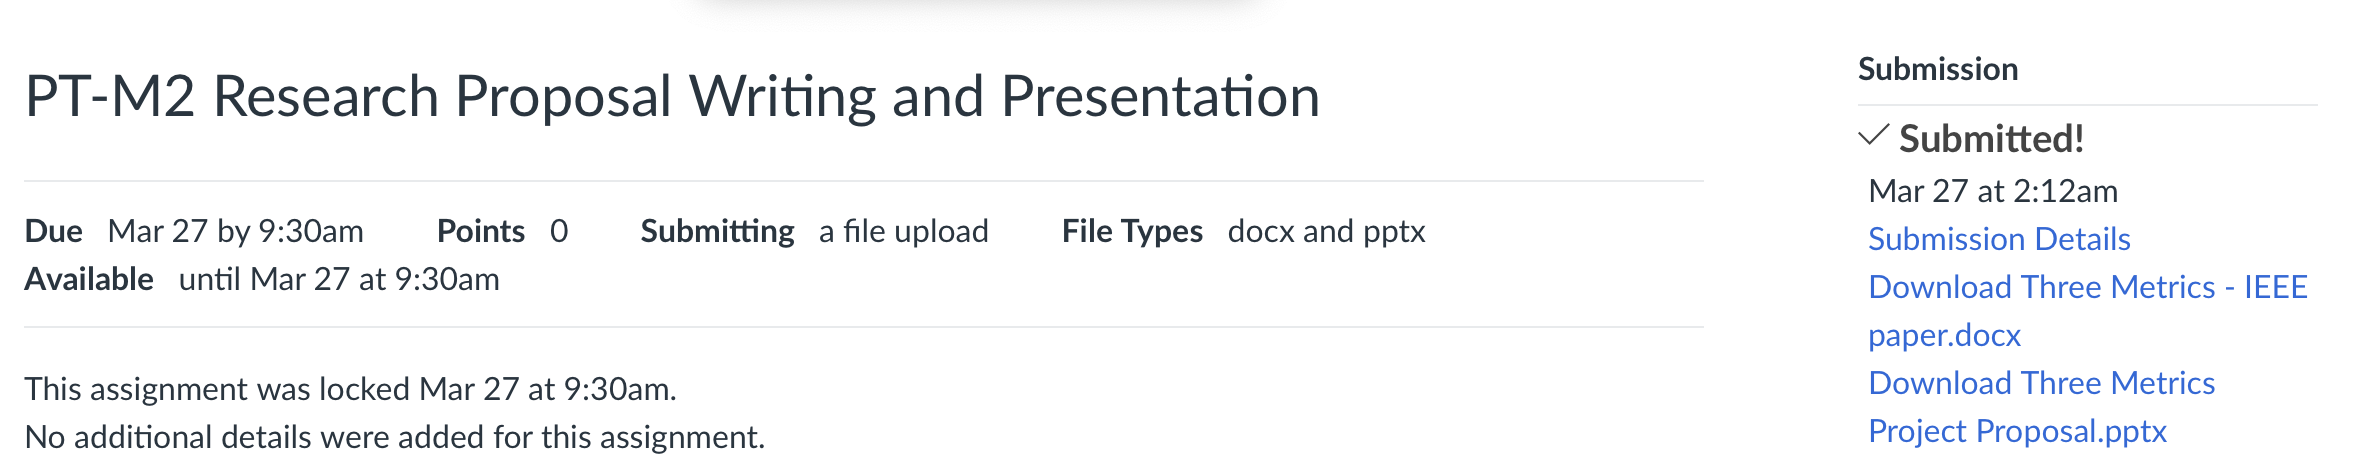 PT-M2 Research Proposal Writing and Presentation
Due Mar 27 by 9:30am Points 0 Submitting a file upload File Types docx and pptx
Available until Mar 27 at 9:30am
This assignment was locked Mar 27 at 9:30am.
No additional details were added for this assignment.
Submission
Submitted!
Mar 27 at 2:12am
Submission Details
Download Three Metrics - IEEE
paper.docx
Download Three Metrics
Project Proposal.pptx